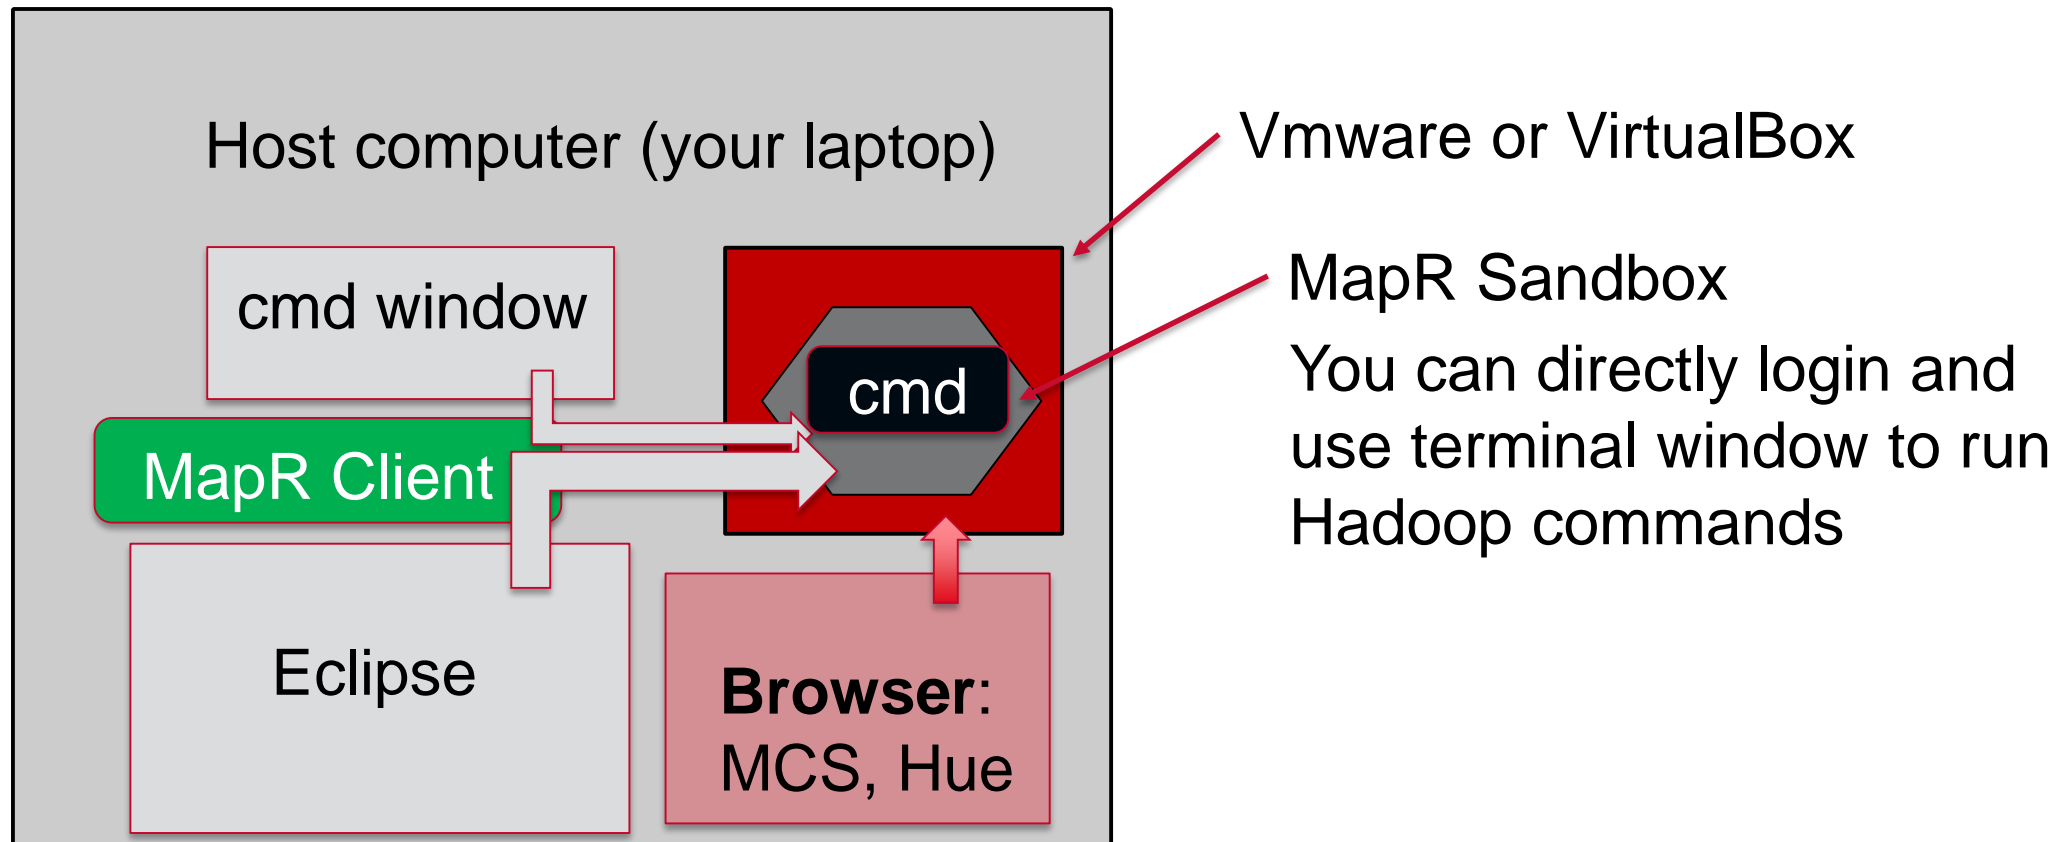 Host computer (your laptop)
cmd window
cmd
MapR Client
Eclipse
Browser:
MCS, Hue
Vmware or VirtualBox
MapR Sandbox
You can directly login and
use terminal window to run
Hadoop commands